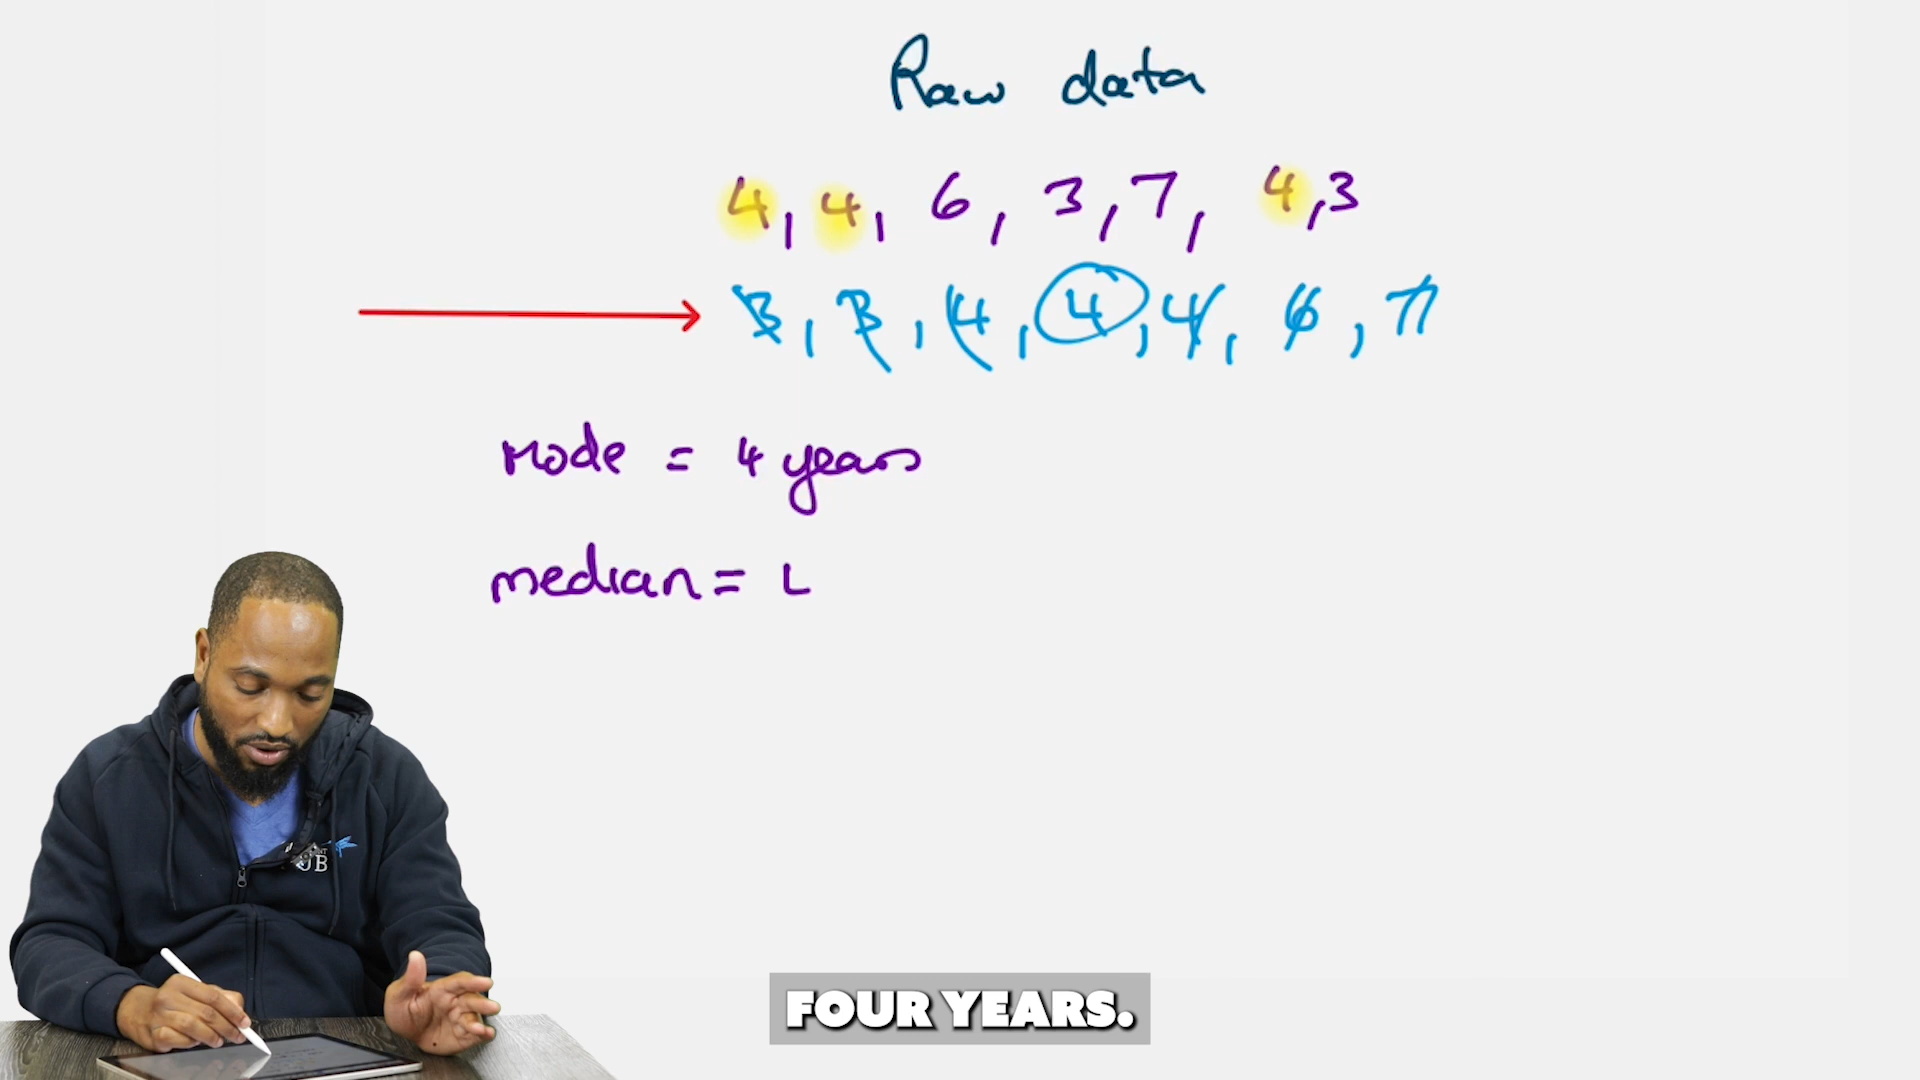 Raw data
4, 4, 6, 3, 7, 4, 3
3, 3, 4, 4, 4, 6, 7
Mode = 4 years
median = L
UB
FOUR YEARS.